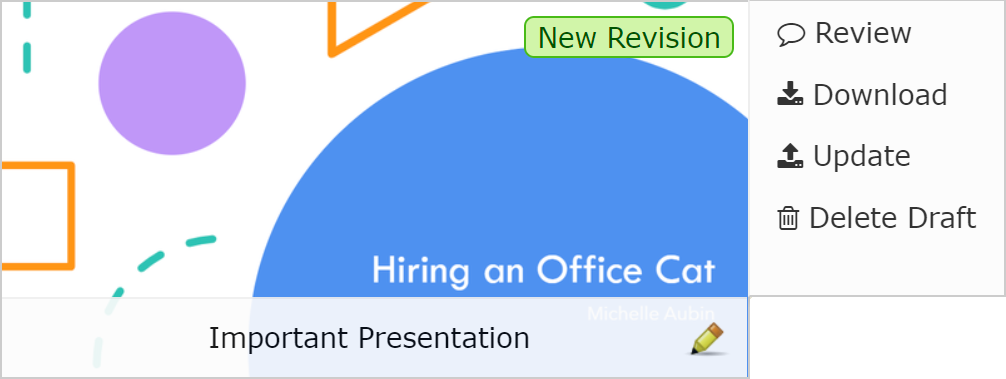 New Revision
Hiring an Office Cat
Michelle Aubin
Important Presentation
Review
Download
Update
Delete Draft